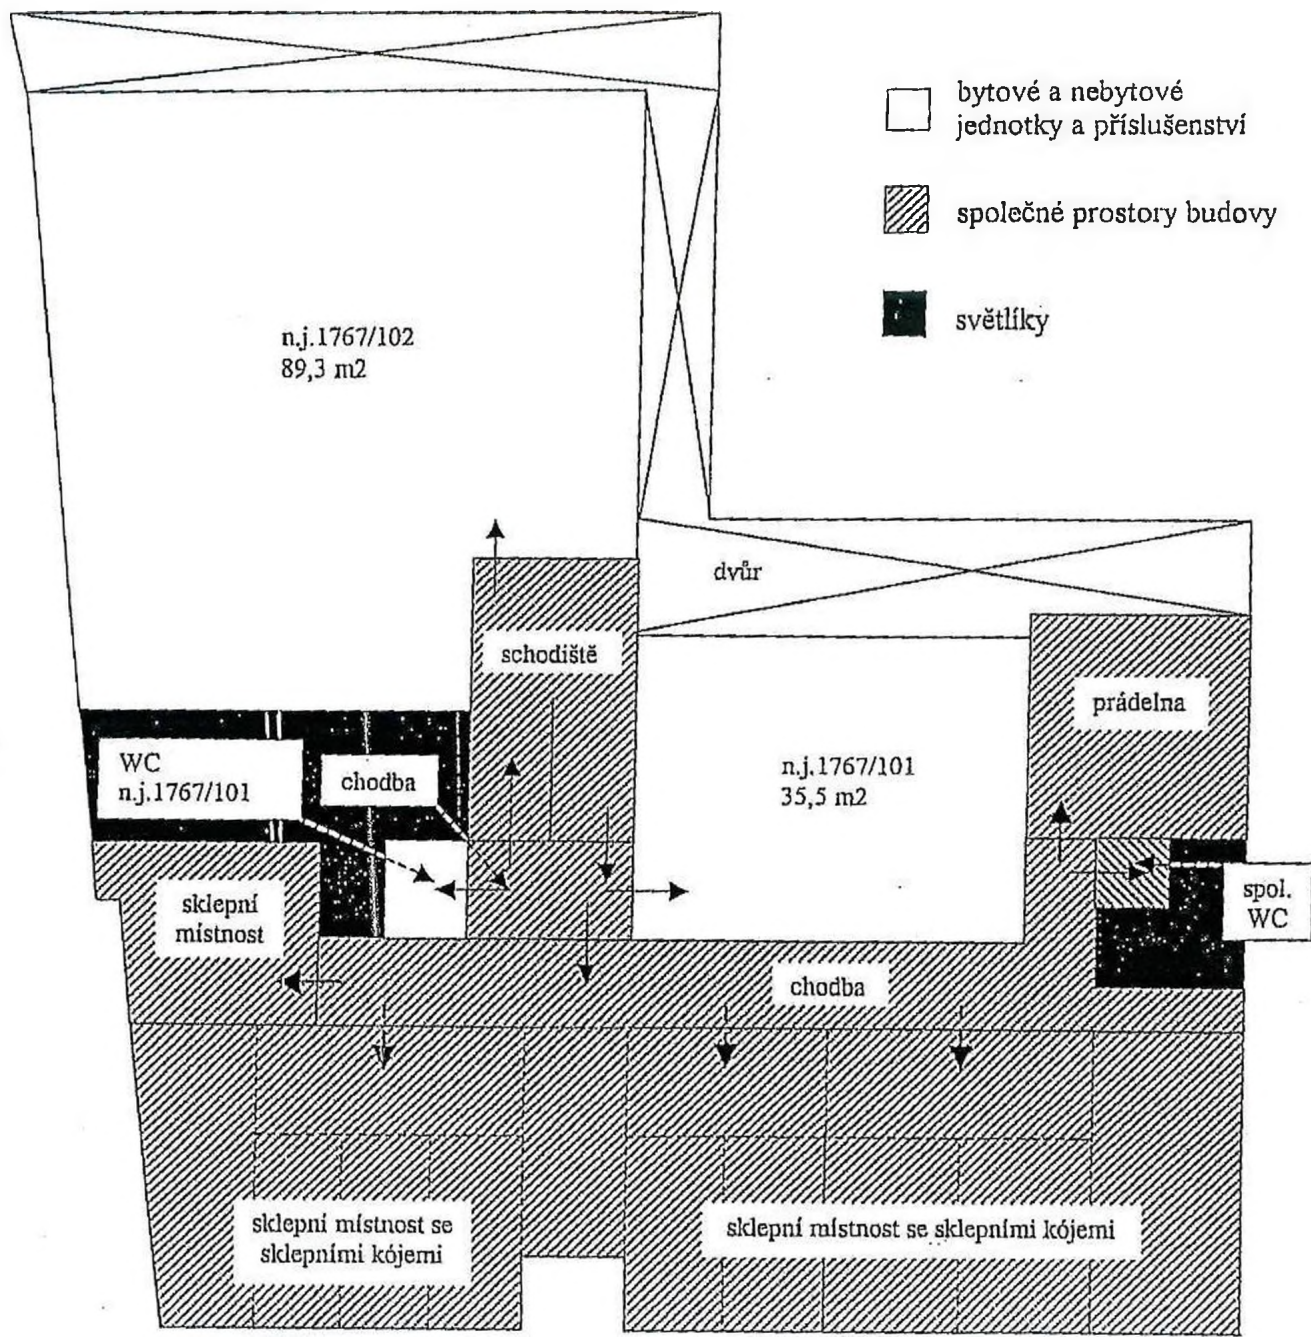 bytové a nebytové
jednotky a příslušenství
společné prostory budovy
světlíky
n.j.1767/102
89,3 m2
dvůr
schodiště
prádelna
WC
n.j.1767/101
chodba
n.j.1767/101
35,5 m2
sklepní
místnost
spol.
WC
chodba
sklepní místnost se
sklepními kójemi
sklepní místnost se sklepními kójemi